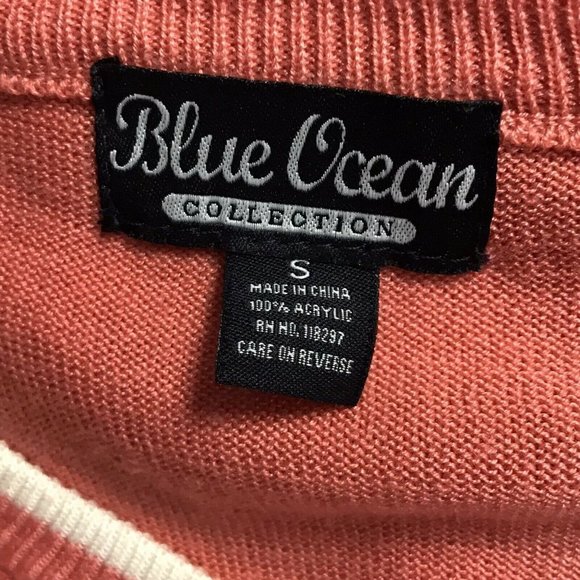 Blue Ocean
COLLECTION
S
MADE IN CHINA
100% ACRYLIC
RN NO. 118297
CARE ON REVERSE